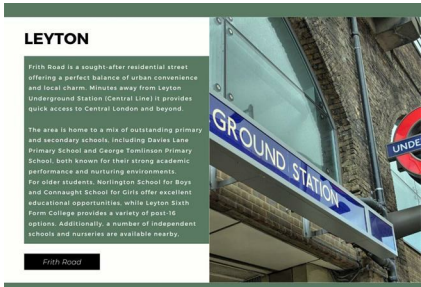 LEYTON
Frith Road is a sought-after residential street
offering a perfect balance of urban convenience
and local charm. Minutes away from Leyton
Underground Station (Central Line) it provides
quick access to Central London and beyond.
The area is home to a mix of outstanding primary
and secondary schools, including Davies Lane
Primary School and George Tomlinson Primary
School, both known for their strong academic
performance and nurturing environments.
For older students, Norlington School for Boys
and Connaught School for Girls offer excellent
educational opportunities, while Leyton Sixth
Form College provides a variety of post-16
options. Additionally, a number of independent
schools and nurseries are available nearby,
Frith Road
GROUND STATION
UNDE